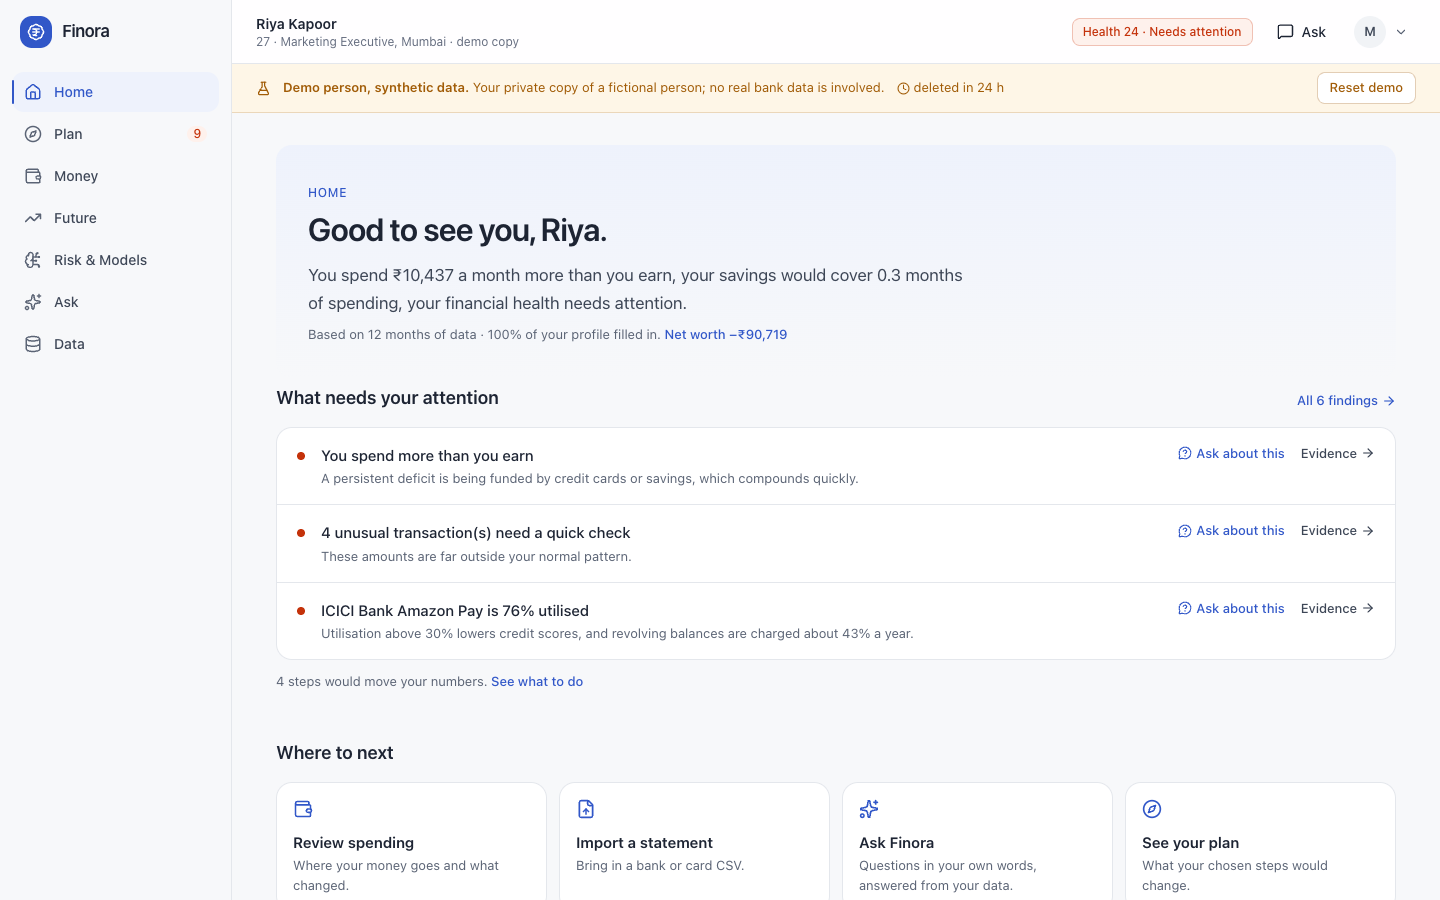 Finora
Home
Plan 9
Money
Future
Risk & Models
Ask
Data
Riya Kapoor
27 · Marketing Executive, Mumbai · demo copy
Health 24 · Needs attention
Ask
M
Demo person, synthetic data. Your private copy of a fictional person; no real bank data is involved. deleted in 24 h
Reset demo
HOME
Good to see you, Riya.
You spend ₹10,437 a month more than you earn, your savings would cover 0.3 months
of spending, your financial health needs attention.
Based on 12 months of data · 100% of your profile filled in. Net worth −₹90,719
What needs your attention
All 6 findings →
You spend more than you earn
Ask about this Evidence →
A persistent deficit is being funded by credit cards or savings, which compounds quickly.
4 unusual transaction(s) need a quick check
Ask about this Evidence →
These amounts are far outside your normal pattern.
ICICI Bank Amazon Pay is 76% utilised
Ask about this Evidence →
Utilisation above 30% lowers credit scores, and revolving balances are charged about 43% a year.
4 steps would move your numbers. See what to do
Where to next
Review spending
Where your money goes and what
changed.
Import a statement
Bring in a bank or card CSV.
Ask Finora
Questions in your own words,
answered from your data.
See your plan
What your chosen steps would
change.